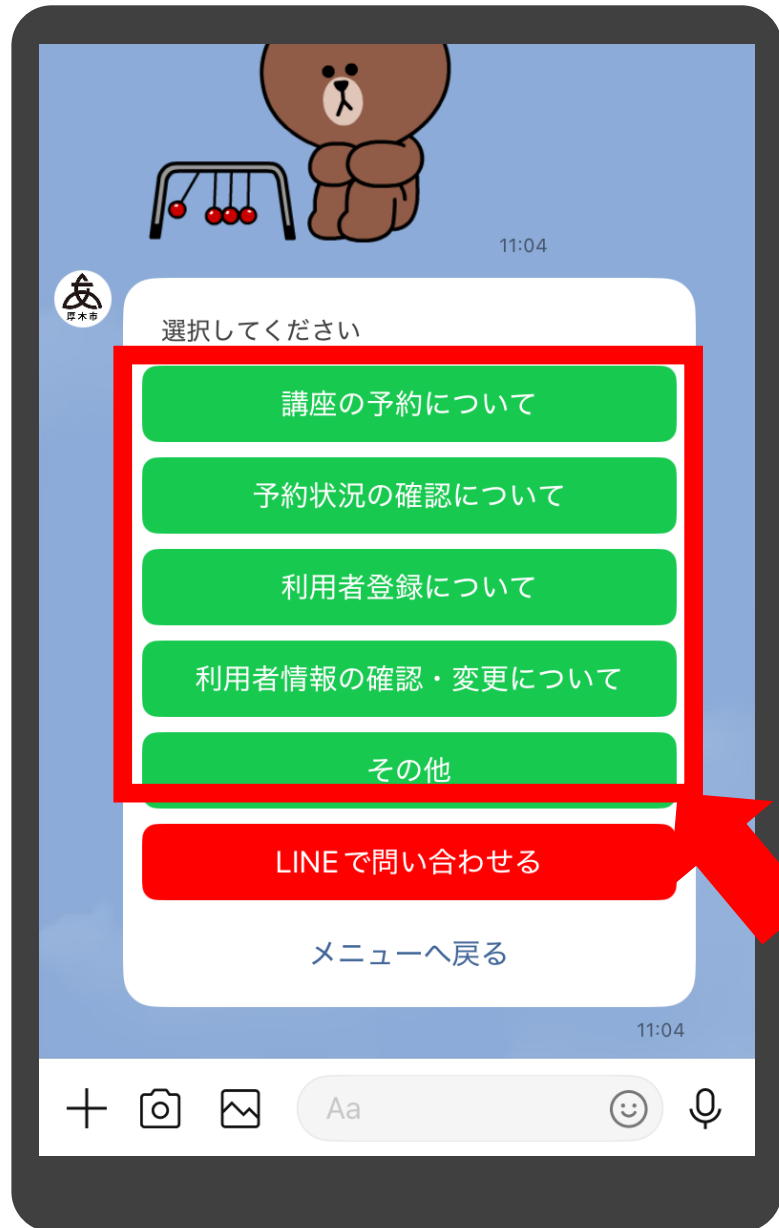 11:04
厚木市
選択してください
講座の予約について
予約状況の確認について
利用者登録について
利用者情報の確認・変更について
その他
LINEで問い合わせる
メニューへ戻る
11:04
Aa